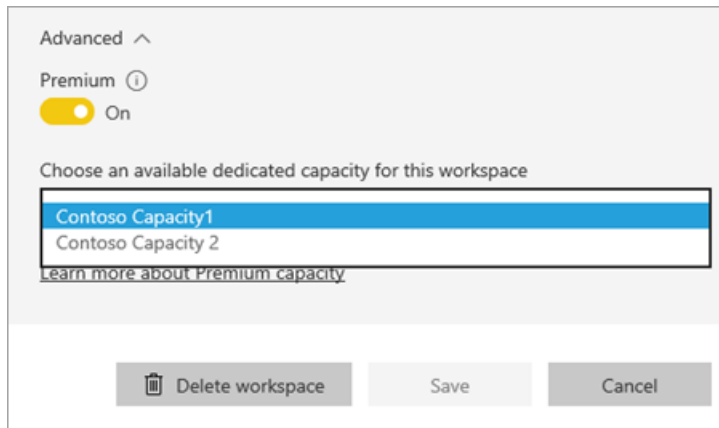 Advanced
Premium
On
Choose an available dedicated capacity for this workspace
Contoso Capacity1
Contoso Capacity 2
Learn more about Premium capacity
Delete workspace Save Cancel